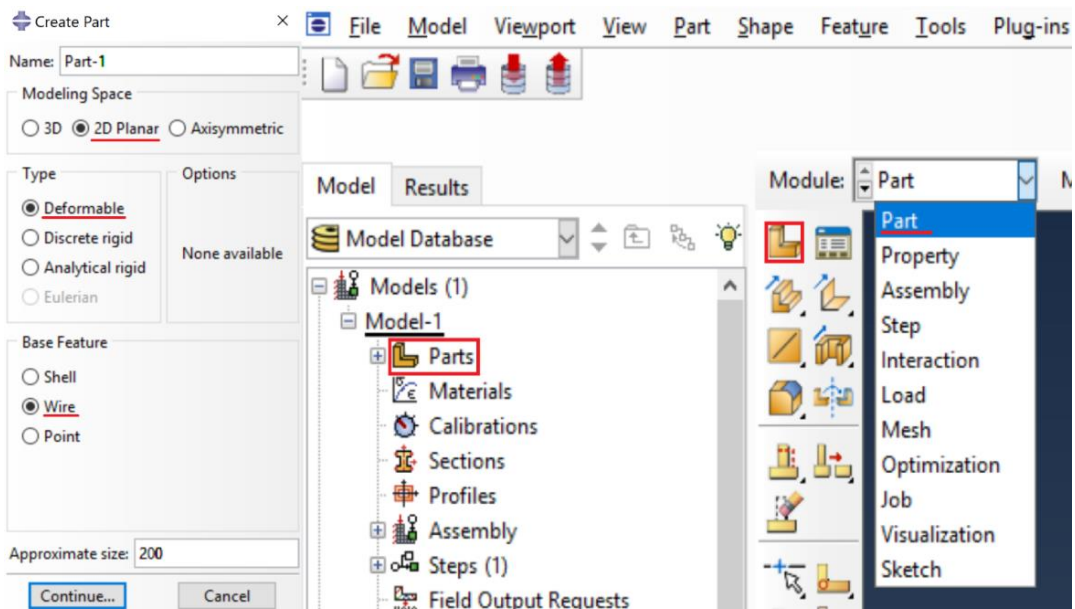 Create Part
Name: Part-1
Modeling Space
3D 2D Planar Axisymmetric
Type
Deformable
Discrete rigid
Analytical rigid
Eulerian
Options
None available
Base Feature
Shell
Wire
Point
Approximate size: 200
Continue... Cancel
File Model Viewport View Part Shape Feature Tools Plug-ins
Model Results
Model Database
Models (1)
Model-1
Parts
Materials
Calibrations
Sections
Profiles
Assembly
Steps (1)
Field Output Requests
Module: Part
Part
Property
Assembly
Step
Interaction
Load
Mesh
Optimization
Job
Visualization
Sketch